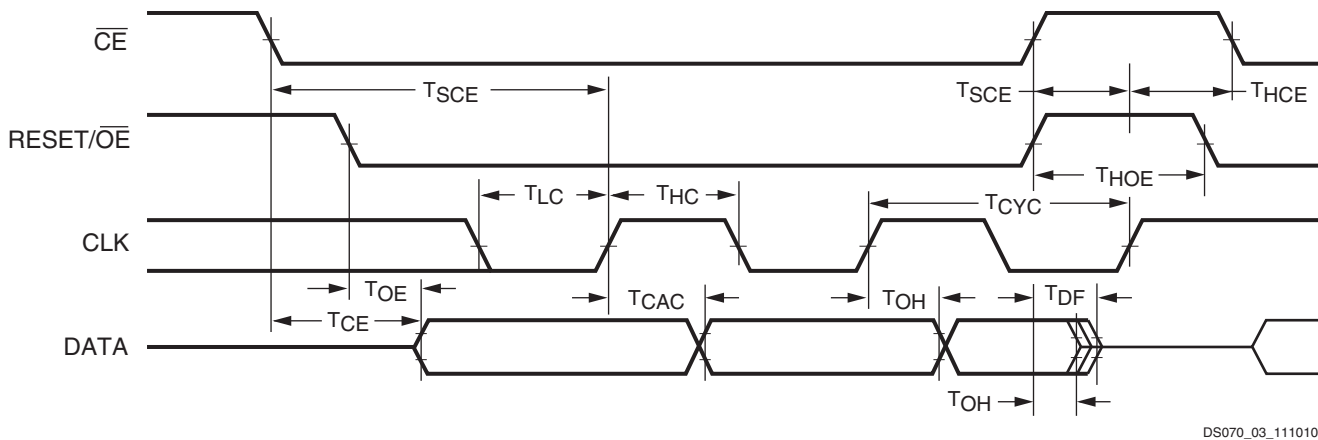 CE
TSCE
TSCE
THCE
RESET/OE
TLC
THC
THOE
TCYC
CLK
TOE
TCAC
TOH
TDF
TCE
DATA
TOH
DS070_03_111010